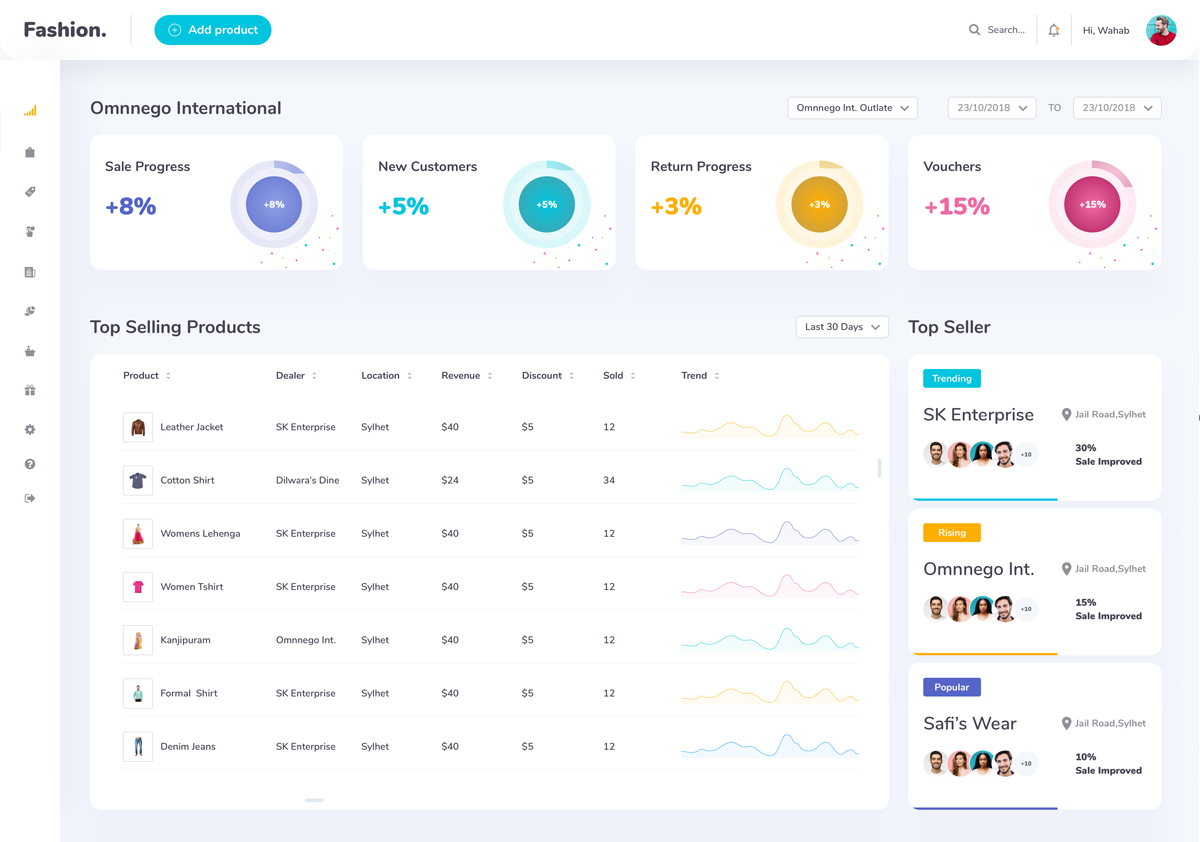 Fashion.
Add product
Search...
Hi, Wahab
Omnnego International
Omnnego Int. Outlate
23/10/2018
TO
23/10/2018
Sale Progress
+8%
+8%
New Customers
+5%
+5%
Return Progress
+3%
+3%
Vouchers
+15%
+15%
Top Selling Products
Last 30 Days
Product Dealer Location Revenue Discount Sold Trend
Leather Jacket SK Enterprise Sylhet $40 $5 12
Cotton Shirt Dilwara's Dine Sylhet $24 $5 34
Womens Lehenga SK Enterprise Sylhet $40 $5 12
Women Tshirt SK Enterprise Sylhet $40 $5 12
Kanjipuram Omnnego Int. Sylhet $40 $5 12
Formal Shirt SK Enterprise Sylhet $40 $5 12
Denim Jeans SK Enterprise Sylhet $40 $5 12
Top Seller
Trending
SK Enterprise
Jail Road,Sylhet
+10
30%
Sale Improved
Rising
Omnnego Int.
Jail Road,Sylhet
+10
15%
Sale Improved
Popular
Safi's Wear
Jail Road,Sylhet
+10
10%
Sale Improved